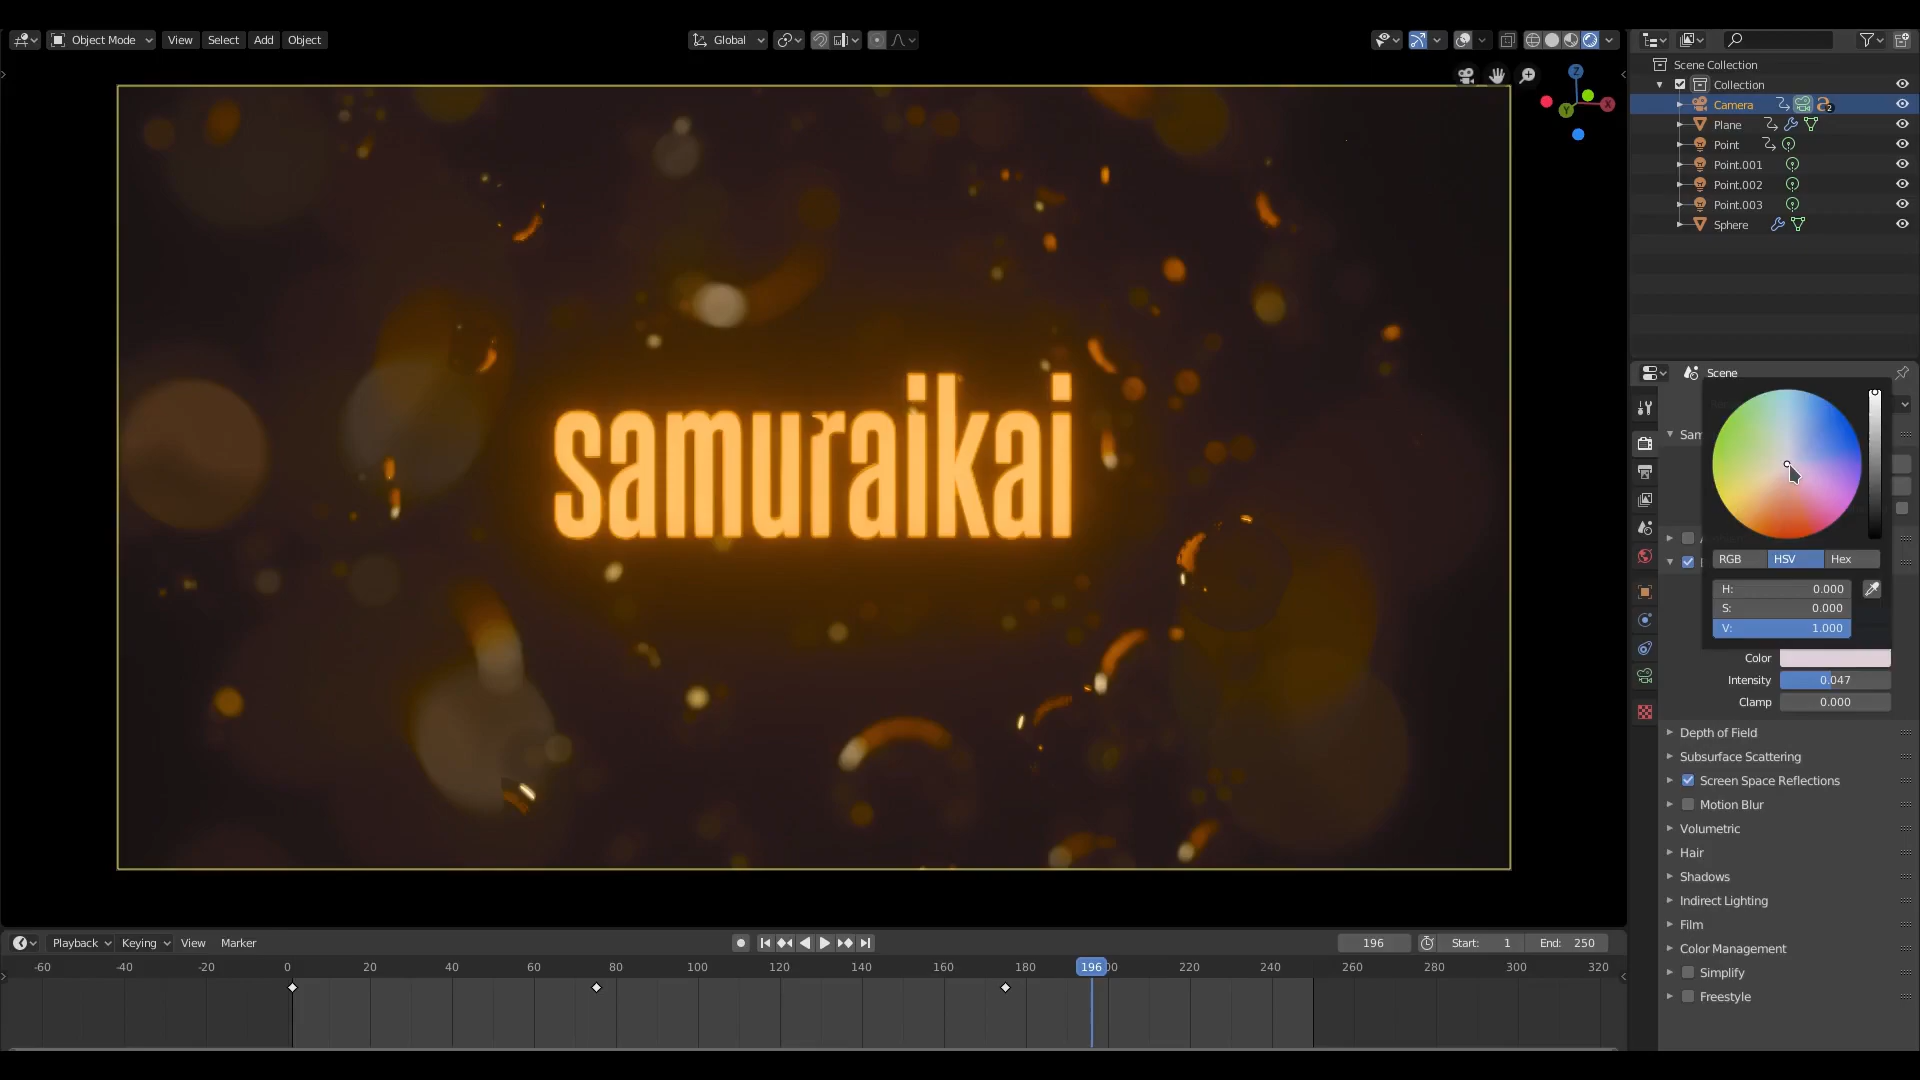 Object Mode View Select Add Object Global
Scene Collection
Collection
Camera 2
Plane
Point
Point.001
Point.002
Point.003
Sphere
Scene
Sam
RGB HSV Hex
H: 0.000
S: 0.000
V: 1.000
Color
Intensity 0.047
Clamp 0.000
Depth of Field
Subsurface Scattering
Screen Space Reflections
Motion Blur
Volumetric
Hair
Shadows
Indirect Lighting
Film
Color Management
Simplify
Freestyle
Z
X
Y
samuraikai
Playback Keying View Marker 196 Start: 1 End: 250
-60 -40 -20 0 20 40 60 80 100 120 140 160 180 196 220 240 260 280 300 320